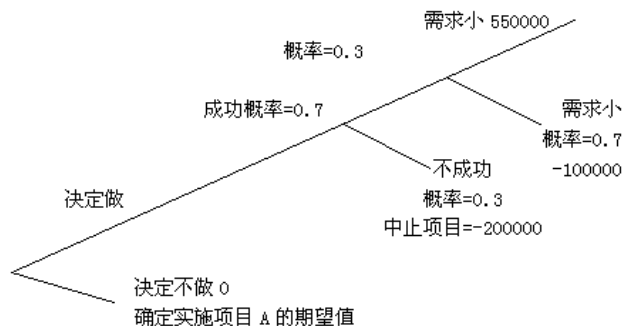 需求小 550000
概率=0.3
成功概率=0.7
需求小
概率=0.7
-100000
不成功
概率=0.3
中止项目=-200000
决定做
决定不做 0
确定实施项目 A 的期望值